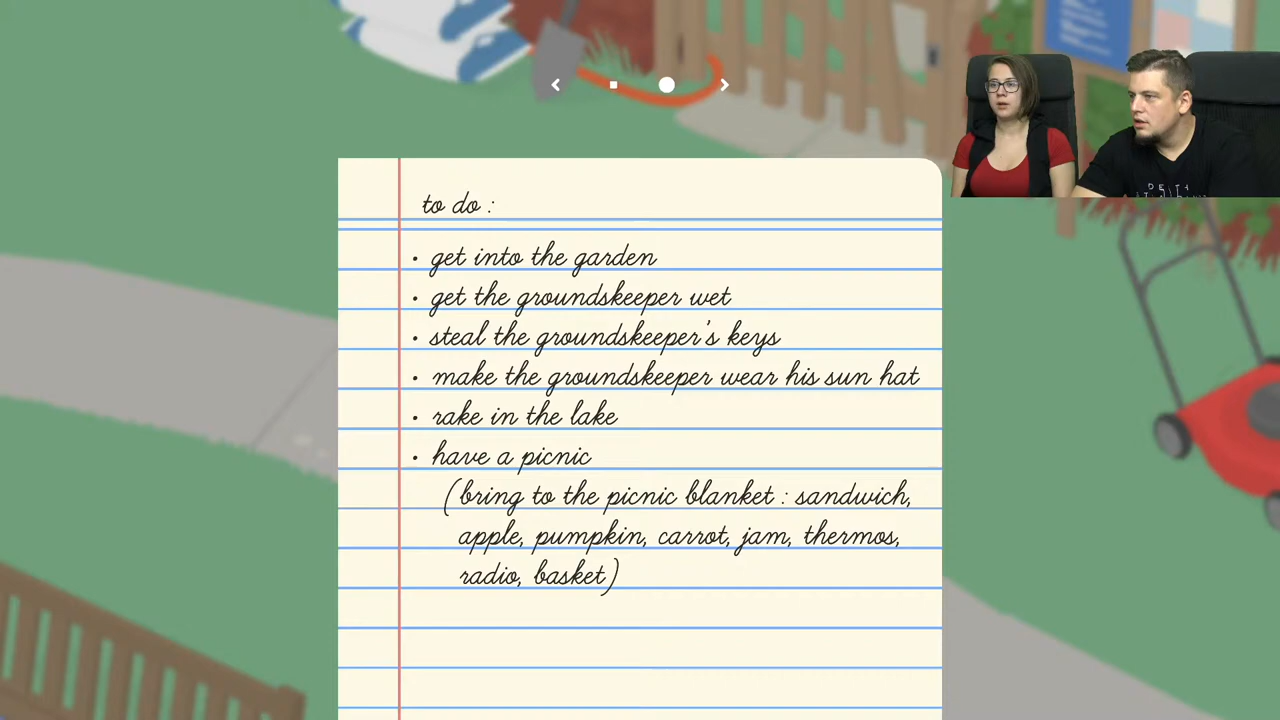 to do :
• get into the garden
• get the groundskeeper wet
• steal the groundskeeper's keys
• make the groundskeeper wear his sun hat
• rake in the lake
• have a picnic
(bring to the picnic blanket : sandwich,
apple, pumpkin, carrot, jam, thermos,
radio, basket)